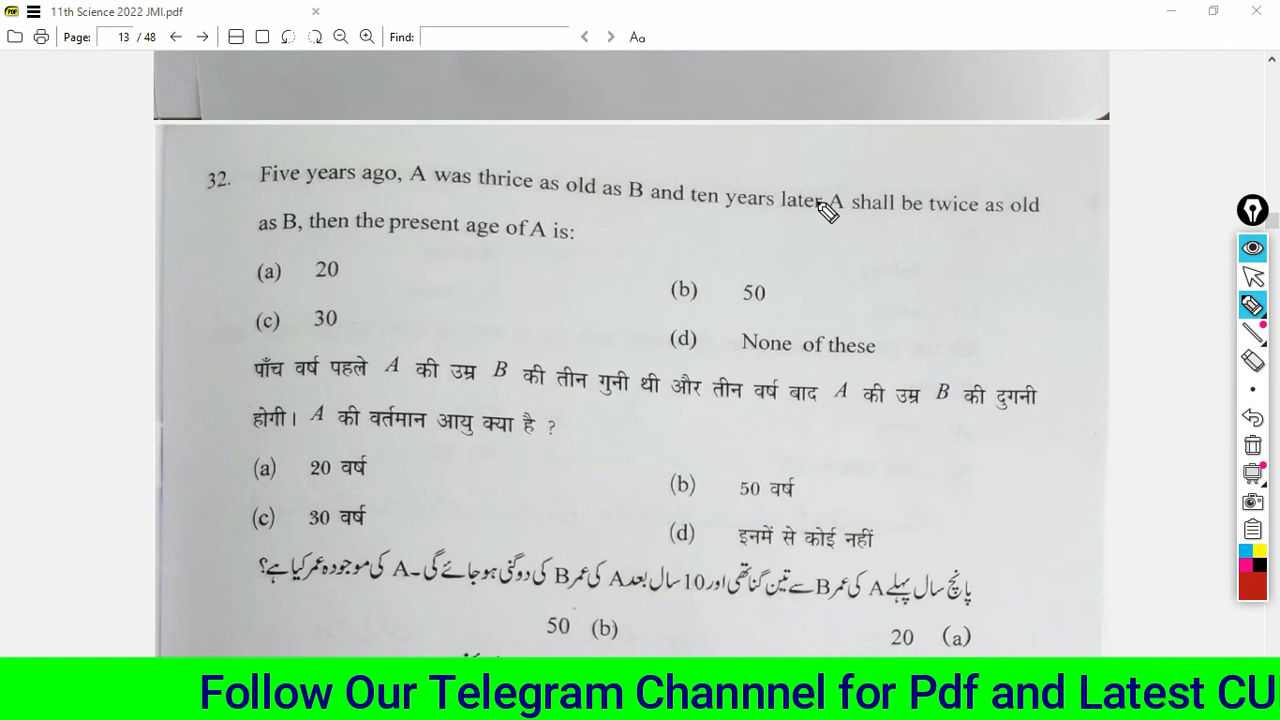 11th Science 2022 JMI.pdf
Page: 13 / 48 Find: Aa
32. Five years ago, A was thrice as old as B and ten years later A shall be twice as old
as B, then the present age of A is:
(a) 20
(b) 50
(c) 30
(d) None of these
पाँच वर्ष पहले A की उम्र B की तीन गुनी थी और तीन वर्ष बाद A की उम्र B की दुगनी
होगी। A की वर्तमान आयु क्या है ?
(a) 20 वर्ष
(b) 50 वर्ष
(c) 30 वर्ष
(d) इनमें से कोई नहीं
پانچ سال پہلے A کی عمر B سے تین گنا تھی اور 10 سال بعد A کی عمر B کی دوگنی ہو جائے گی۔ A کی موجودہ عمر کیا ہے؟
(a) 20
(b) 50
Follow Our Telegram Channnel for Pdf and Latest CU